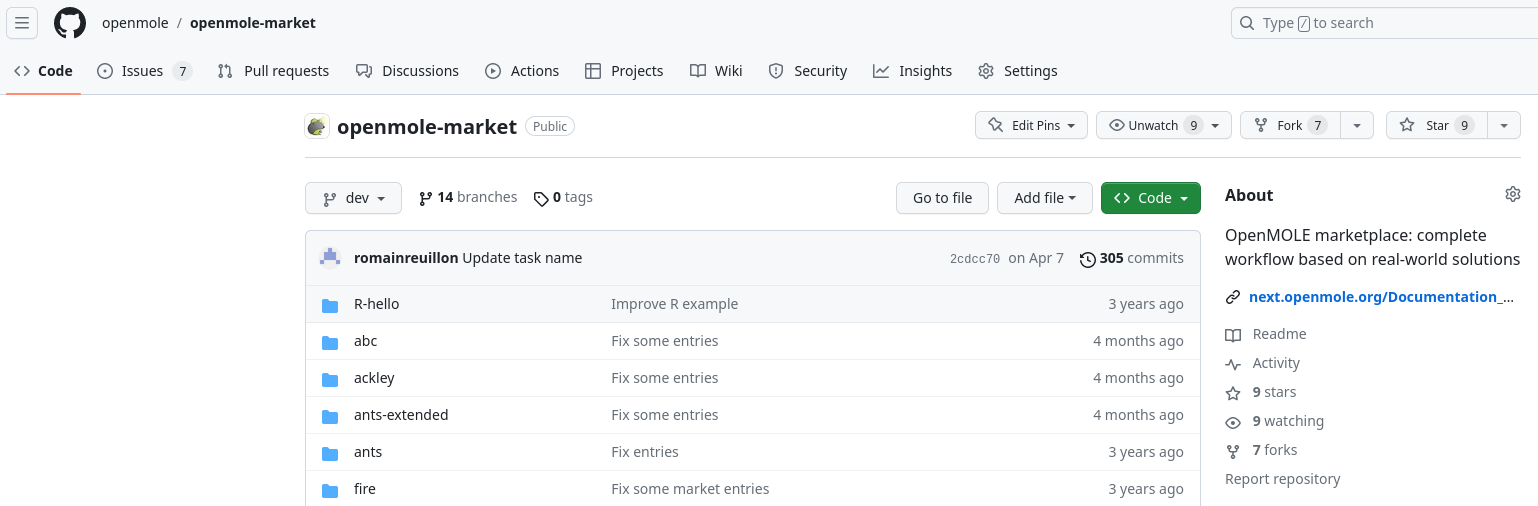 openmole / openmole-market
Type / to search
Code Issues 7 Pull requests Discussions Actions Projects Wiki Security Insights Settings
openmole-market Public
Edit Pins Unwatch 9 Fork 7 Star 9
dev 14 branches 0 tags Go to file Add file Code
romainreuillon Update task name 2cdcc70 on Apr 7 305 commits
R-hello Improve R example 3 years ago
abc Fix some entries 4 months ago
ackley Fix some entries 4 months ago
ants-extended Fix some entries 4 months ago
ants Fix entries 3 years ago
fire Fix some market entries 3 years ago
About
OpenMOLE marketplace: complete
workflow based on real-world solutions
next.openmole.org/Documentation_...
Readme
Activity
9 stars
9 watching
7 forks
Report repository